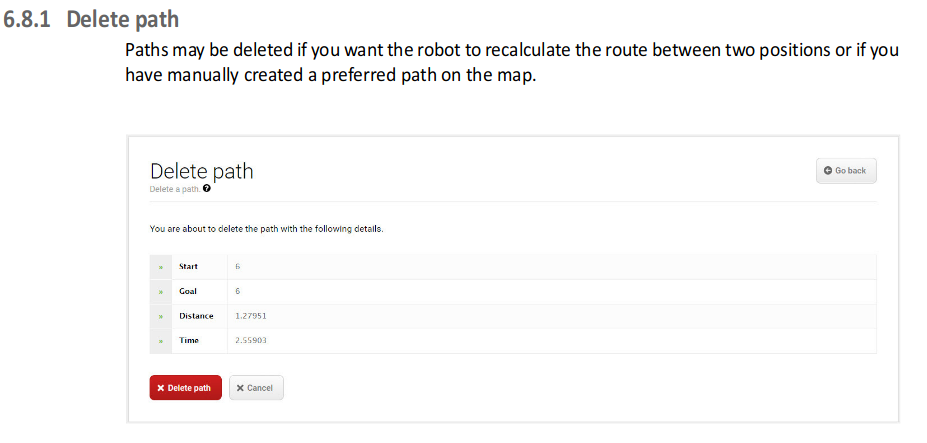 6.8.1 Delete path
Paths may be deleted if you want the robot to recalculate the route between two positions or if you
have manually created a preferred path on the map.
Delete path
Go back
Delete a path.
You are about to delete the path with the following details.
» Start 6
» Goal 6
» Distance 1.27951
» Time 2.55903
Delete path Cancel